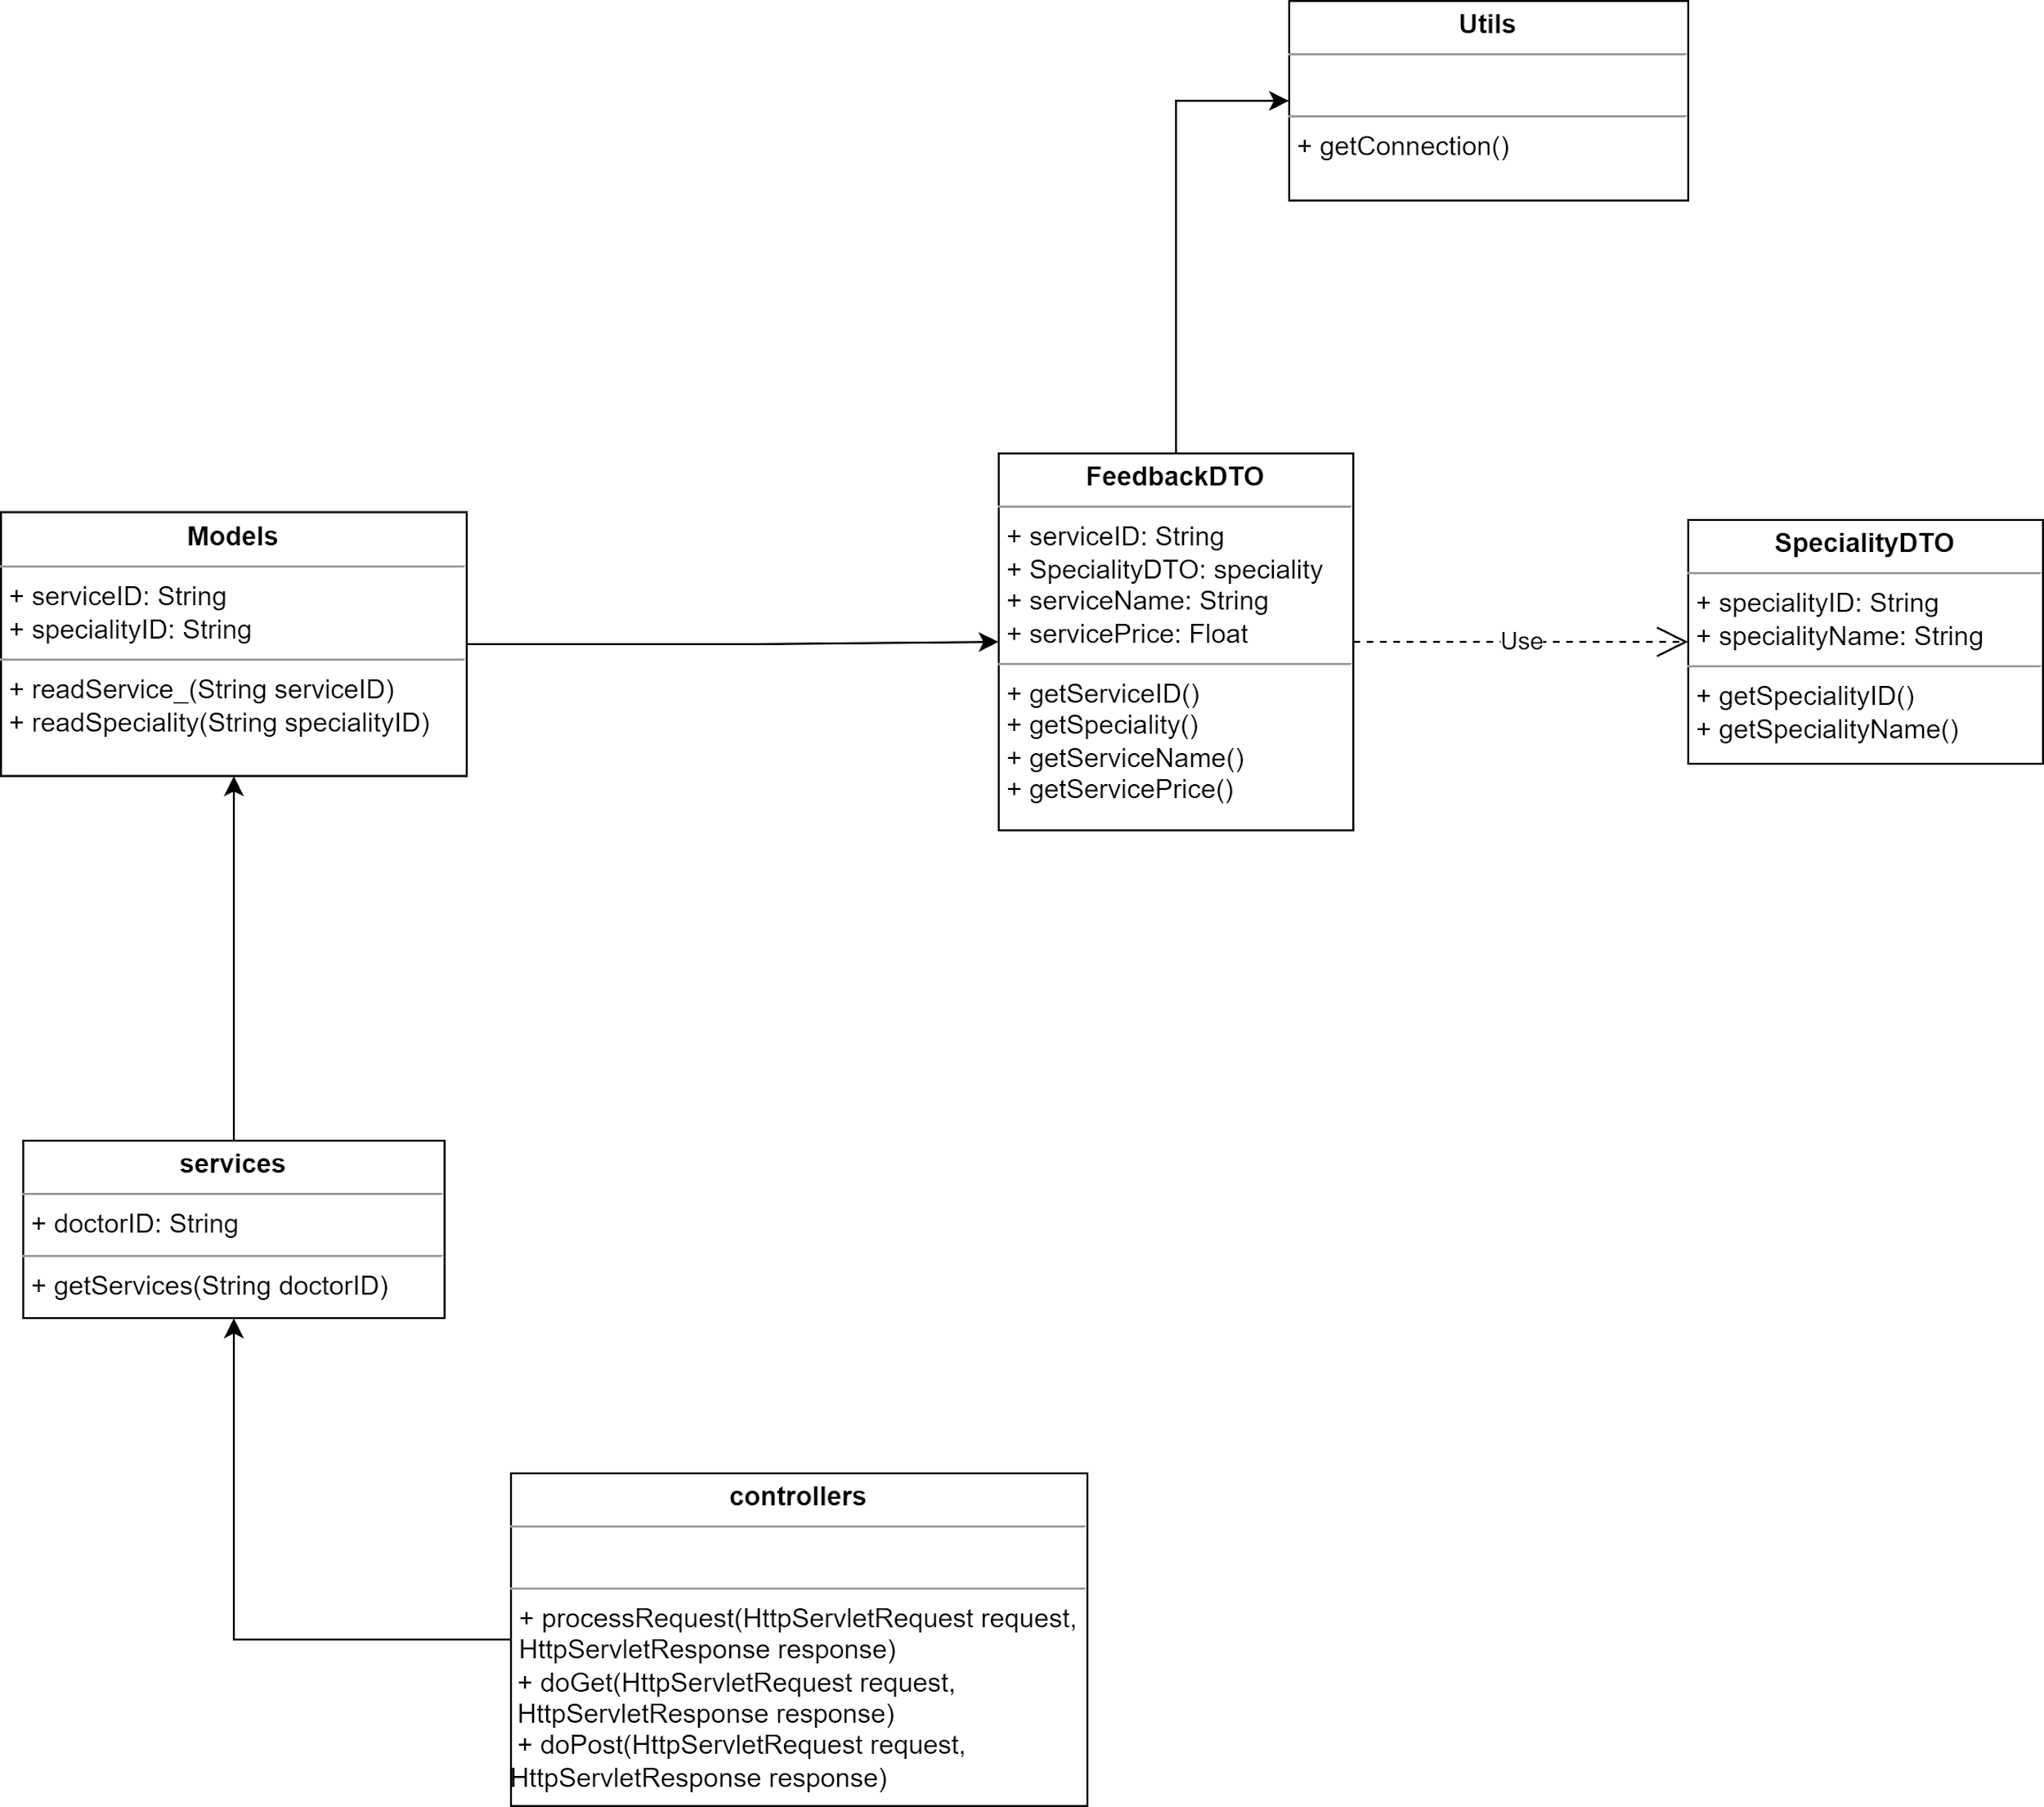 Utils
+ getConnection()
FeedbackDTO
+ serviceID: String
+ SpecialityDTO: speciality
+ serviceName: String
+ servicePrice: Float
+ getServiceID()
+ getSpeciality()
+ getServiceName()
+ getServicePrice()
Use
SpecialityDTO
+ specialityID: String
+ specialityName: String
+ getSpecialityID()
+ getSpecialityName()
Models
+ serviceID: String
+ specialityID: String
+ readService_(String serviceID)
+ readSpeciality(String specialityID)
services
+ doctorID: String
+ getServices(String doctorID)
controllers
+ processRequest(HttpServletRequest request,
HttpServletResponse response)
+ doGet(HttpServletRequest request,
HttpServletResponse response)
+ doPost(HttpServletRequest request,
HttpServletResponse response)